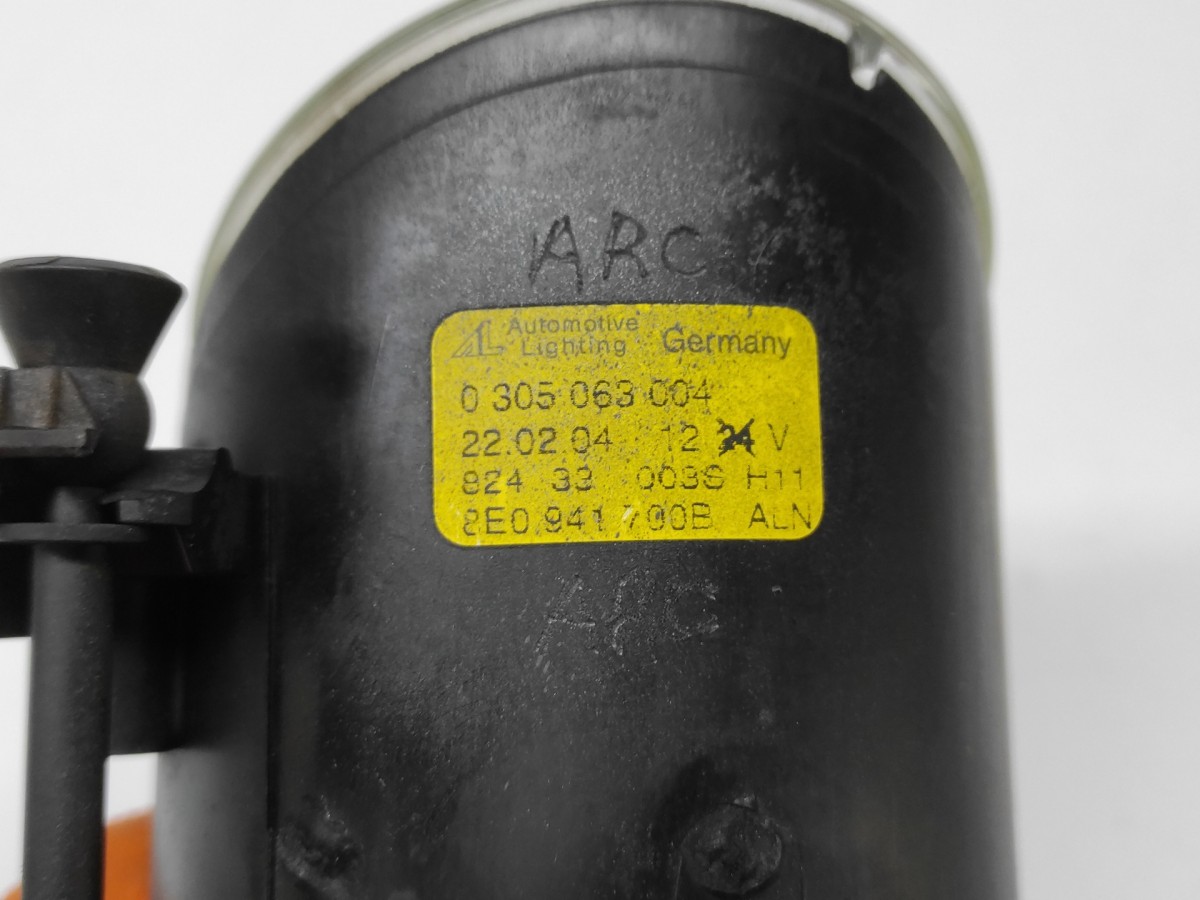 ARC
AL Automotive Lighting Germany
0 305 063 004
22.02.04 12 24 V
824 33 003S H11
8E0 941 700B ALN
ARC